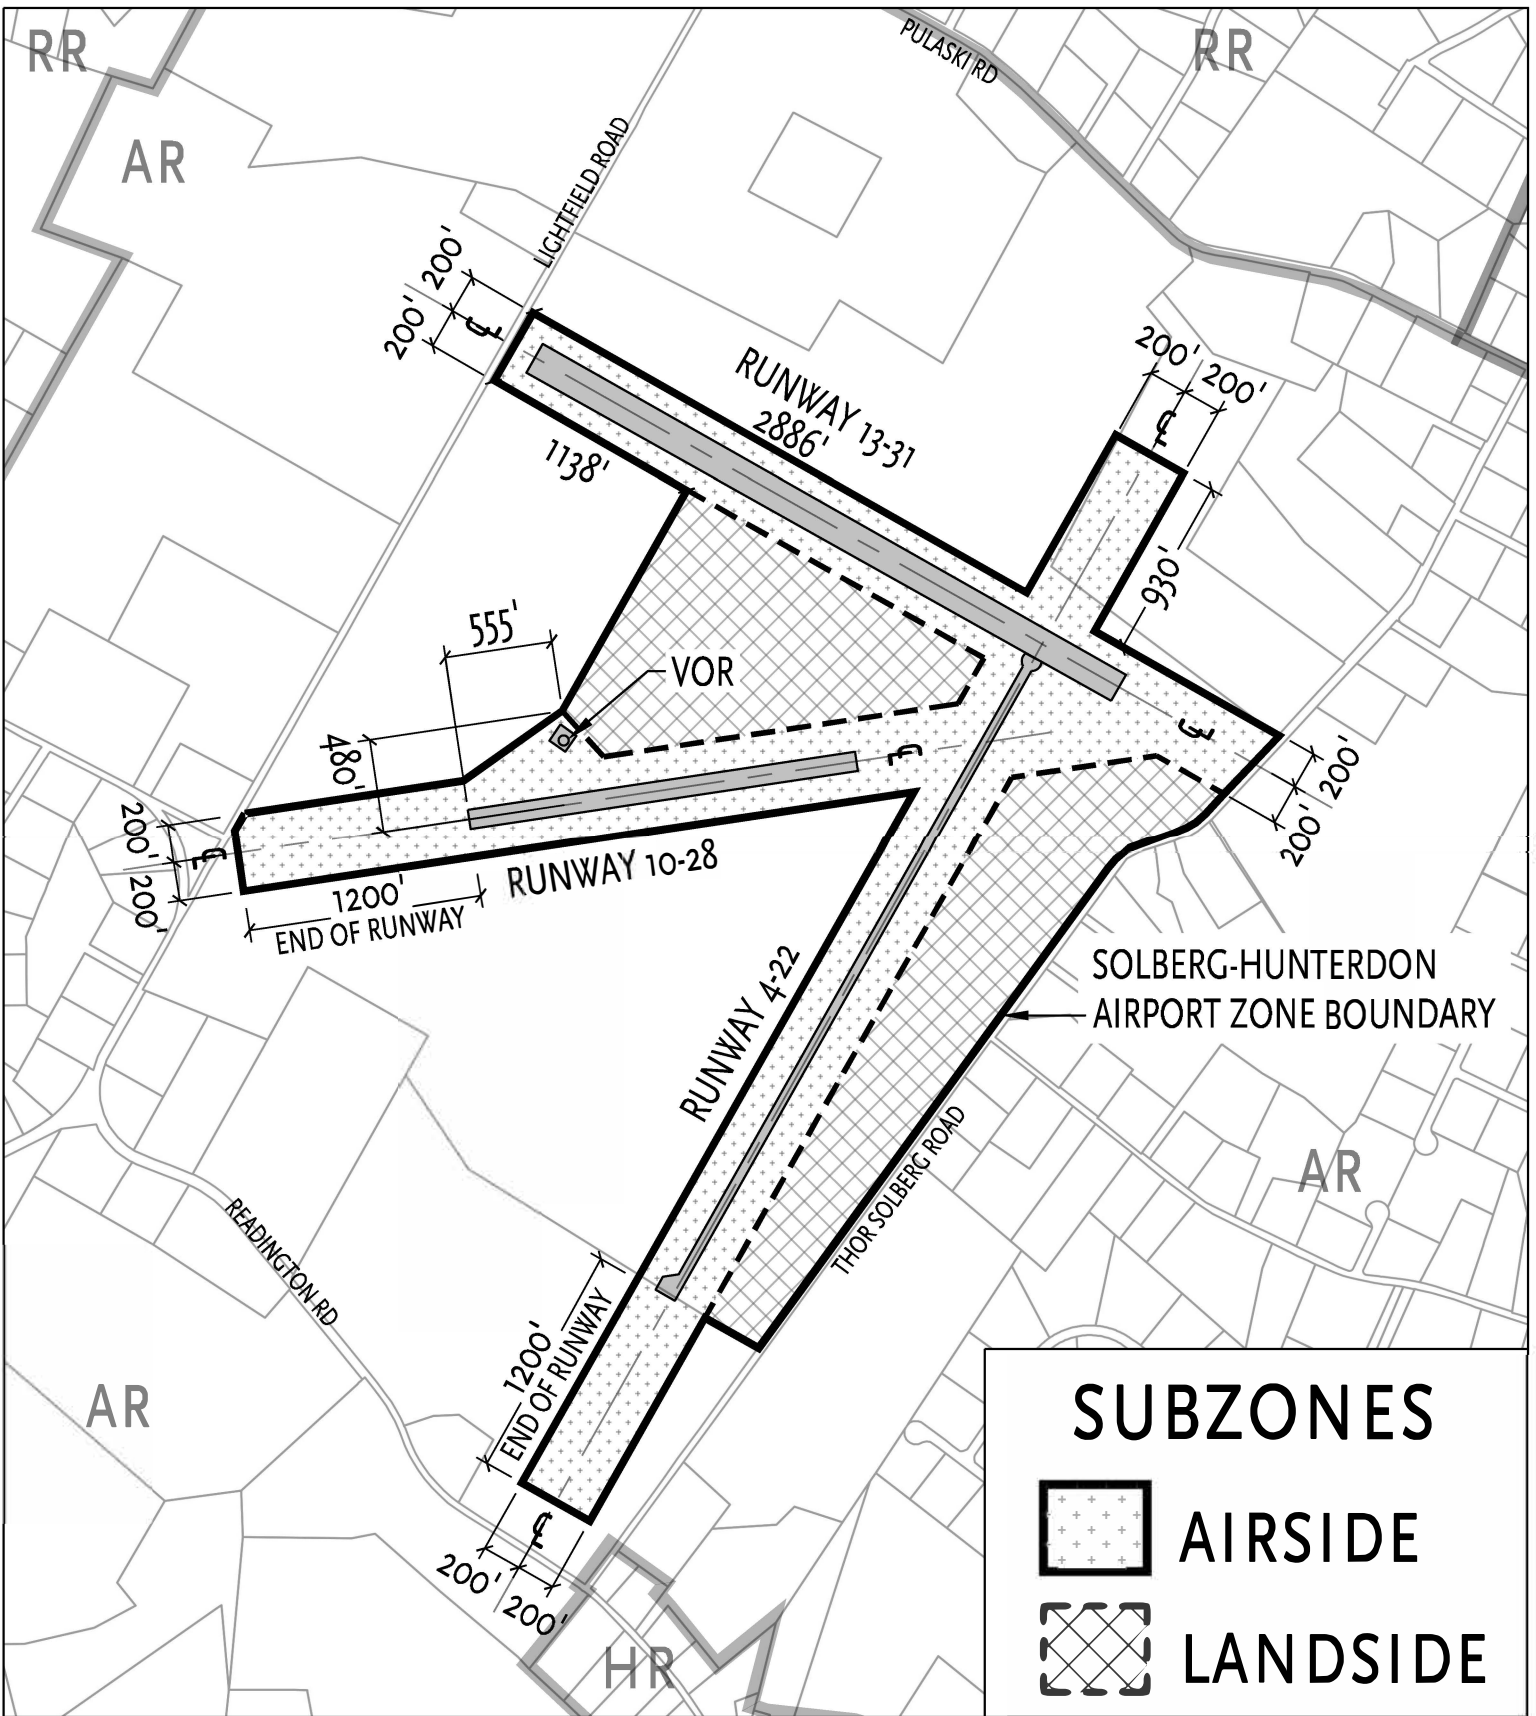 RR
PULASKI RD
RR
AR
LIGHTFIELD ROAD
200'
200'
℄
RUNWAY 13-31
2886'
1138'
200'
200'
℄
930'
555'
VOR
480'
℄
℄
200'
200'
200'
200'
℄
RUNWAY 10-28
1200'
END OF RUNWAY
SOLBERG-HUNTERDON
AIRPORT ZONE BOUNDARY
RUNWAY 4-22
THOR SOLBERG ROAD
AR
READINGTON RD
1200'
END OF RUNWAY
AR
℄
200'
200'
HR
SUBZONES
AIRSIDE
LANDSIDE